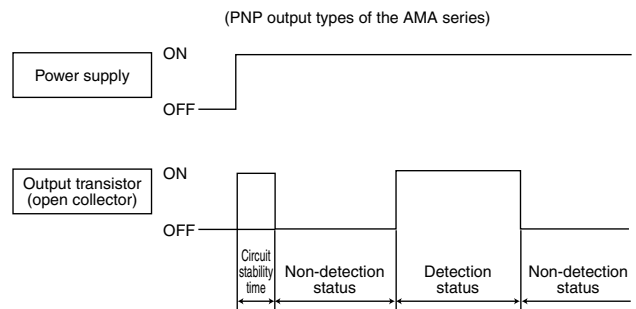 (PNP output types of the AMA series)
ON
Power supply
OFF
ON
Output transistor
(open collector)
OFF
Circuit
stability
time
Non-detection
status
Detection
status
Non-detection
status